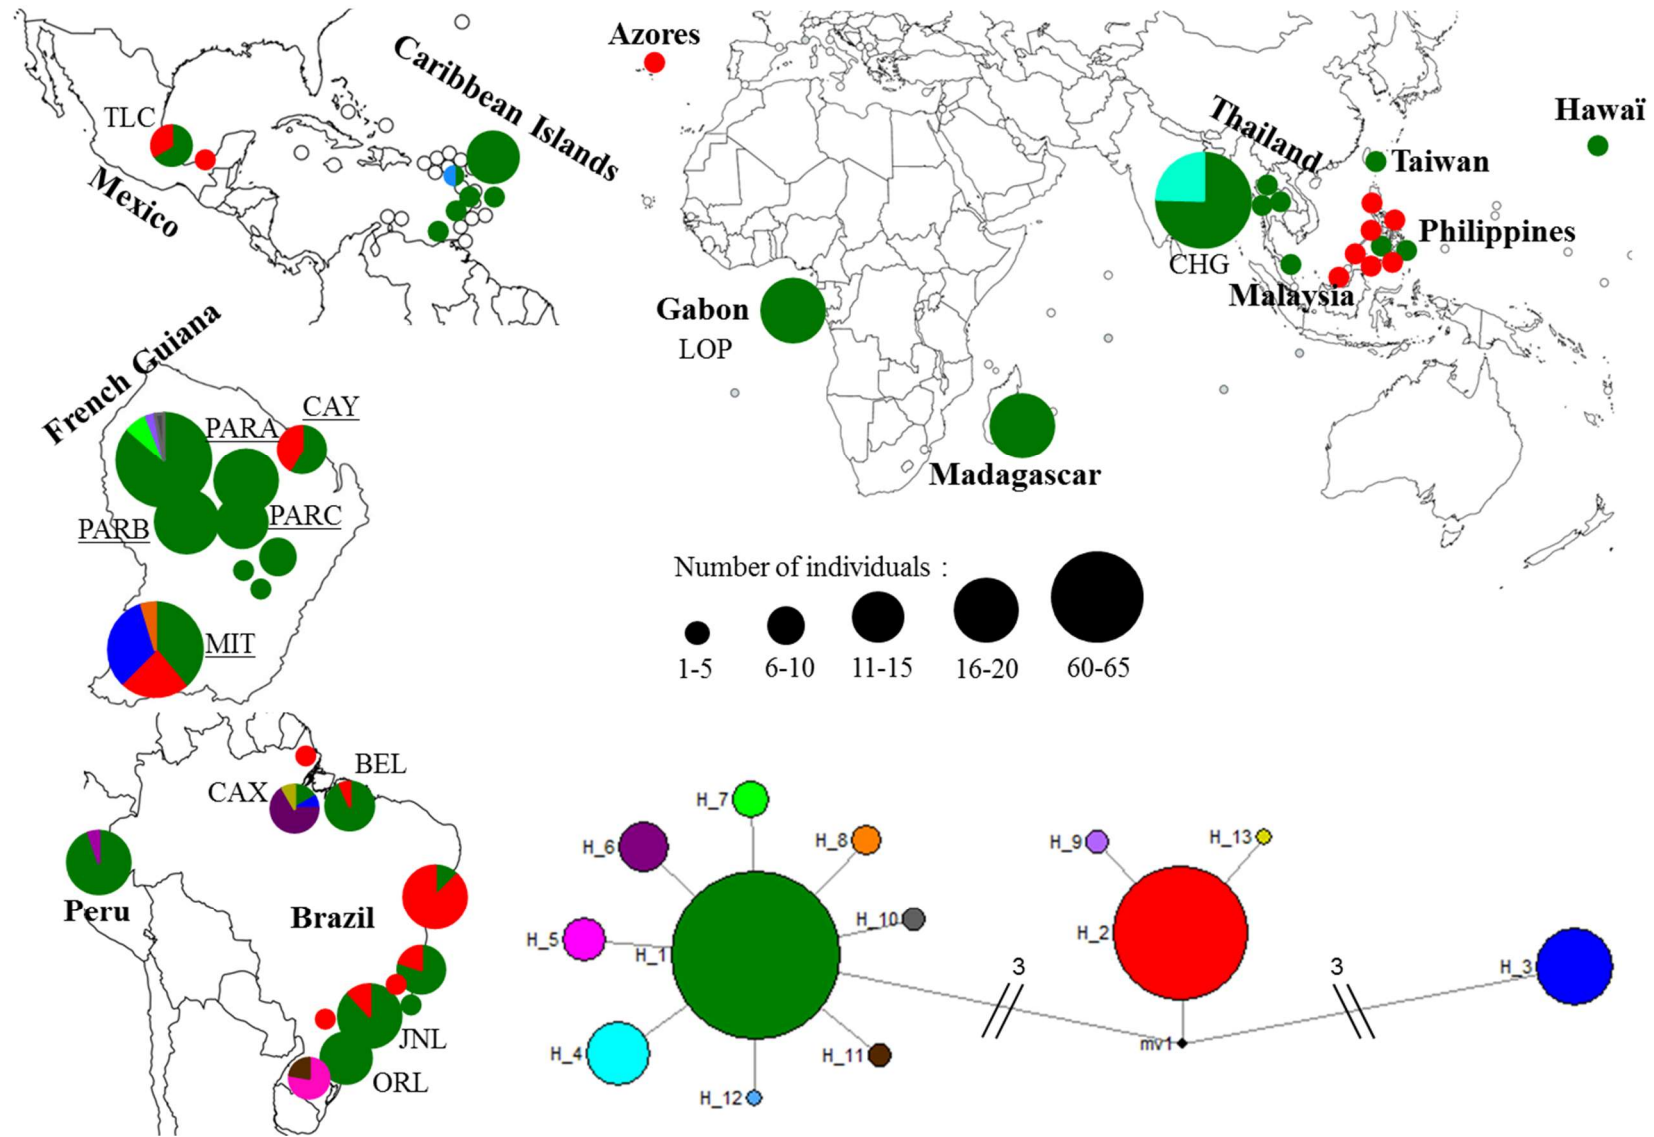 Azores
Caribbean Islands
TLC
Mexico
Thailand
Hawaï
Taiwan
Philippines
CHG
Malaysia
Gabon
LOP
Madagascar
French Guiana
CAY
PARA
PARB
PARC
MIT
Number of individuals :
1-5
6-10
11-15
16-20
60-65
BEL
CAX
Peru
Brazil
JNL
ORL
H_7
H_6
H_8
H_10
H_5
H_1
H_4
H_11
H_12
H_9
H_13
H_2
3
3
H_3
mv1